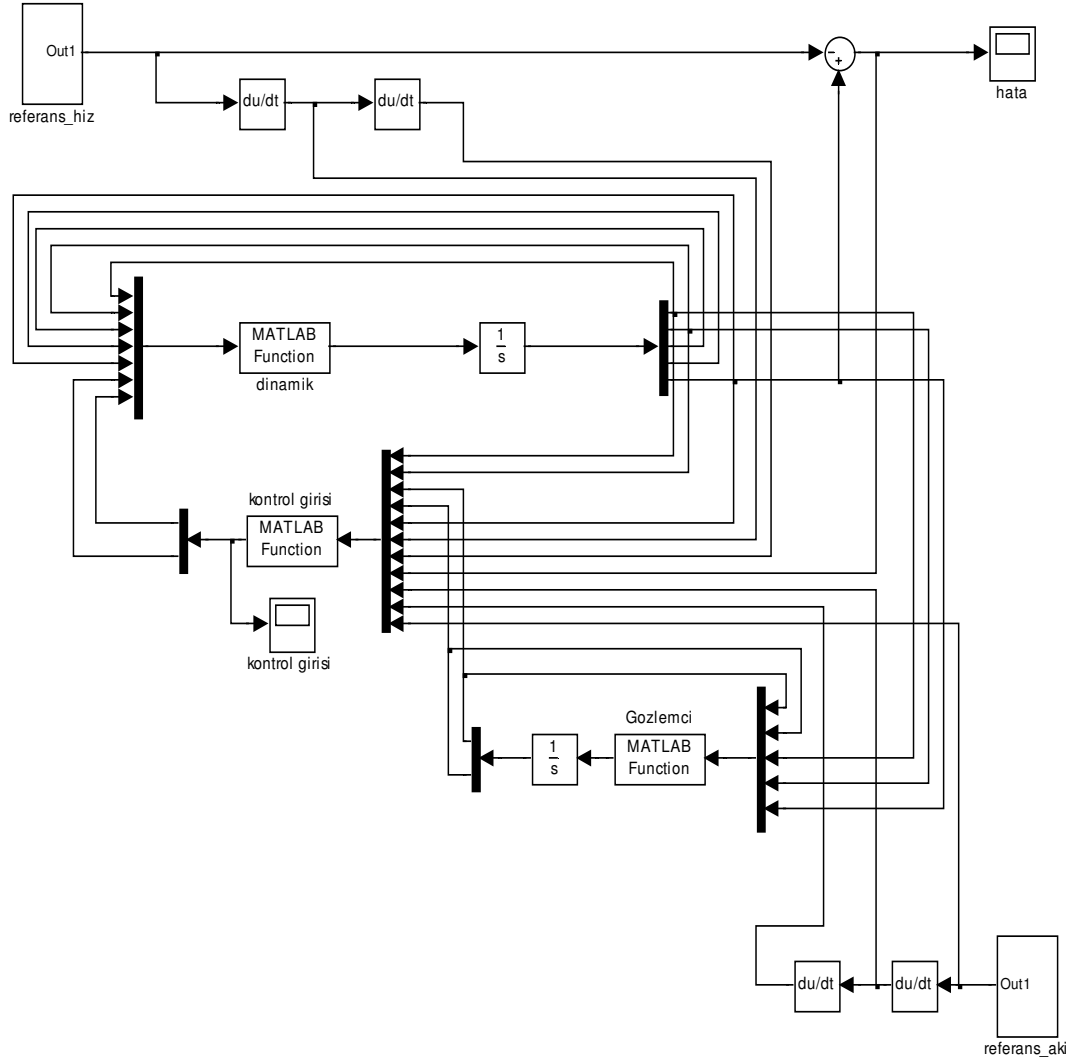 Out1
referans_hiz
du/dt
du/dt
-
+
hata
MATLAB
Function
dinamik
1
s
kontrol girisi
MATLAB
Function
kontrol girisi
Gozlemci
MATLAB
Function
1
s
du/dt
du/dt
Out1
referans_aki